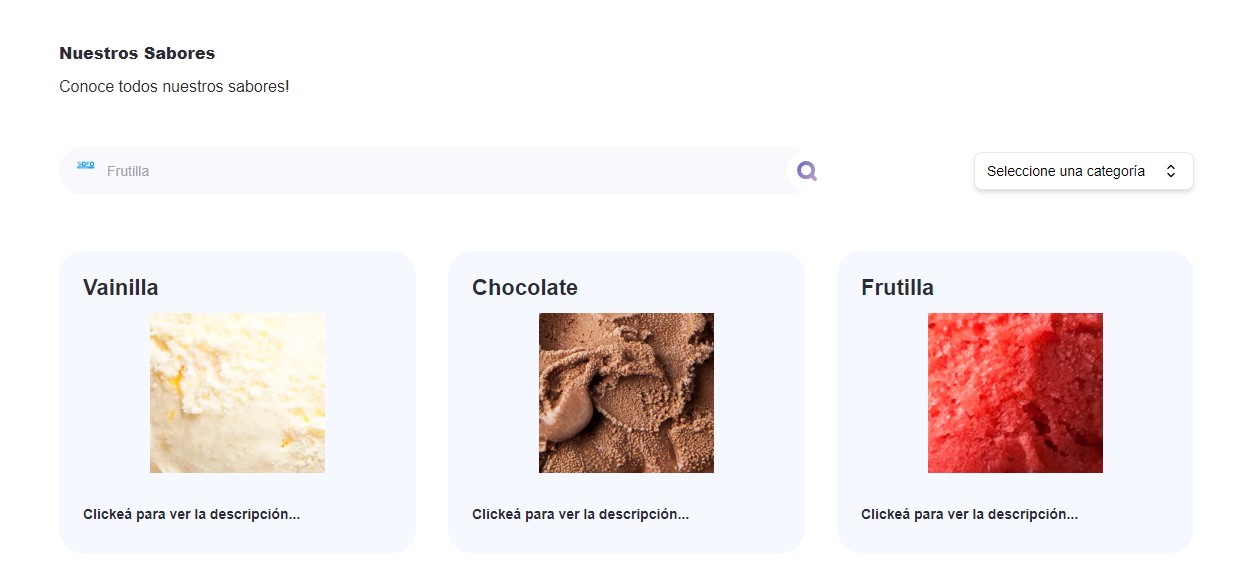 Nuestros Sabores
Conoce todos nuestros sabores!
Frutilla
Seleccione una categoría
Vainilla
Chocolate
Frutilla
Clickeá para ver la descripción...
Clickeá para ver la descripción...
Clickeá para ver la descripción...